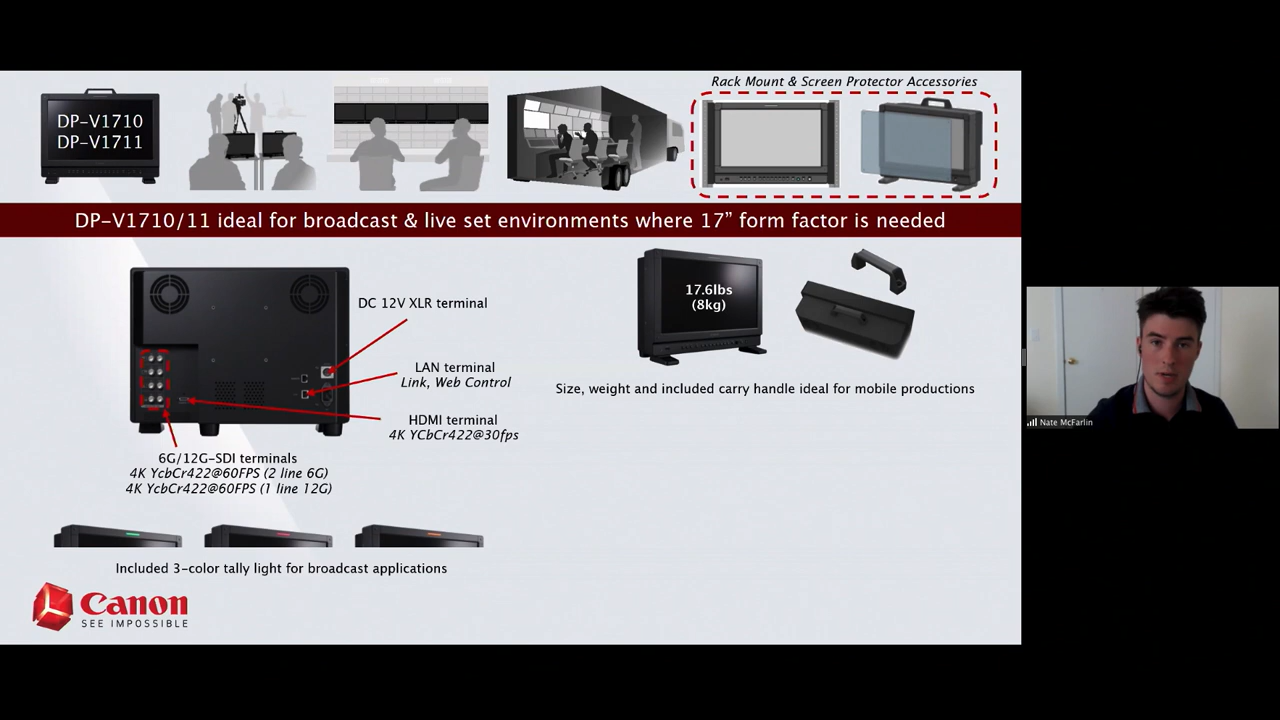 Rack Mount & Screen Protector Accessories
DP-V1710
DP-V1711
DP-V1710/11 ideal for broadcast & live set environments where 17” form factor is needed
DC 12V XLR terminal
LAN terminal
Link, Web Control
HDMI terminal
4K YCbCr422@30fps
6G/12G-SDI terminals
4K YcbCr422@60FPS (2 line 6G)
4K YcbCr422@60FPS (1 line 12G)
17.6lbs
(8kg)
Size, weight and included carry handle ideal for mobile productions
Included 3-color tally light for broadcast applications
Canon
SEE IMPOSSIBLE
Nate McFarlin